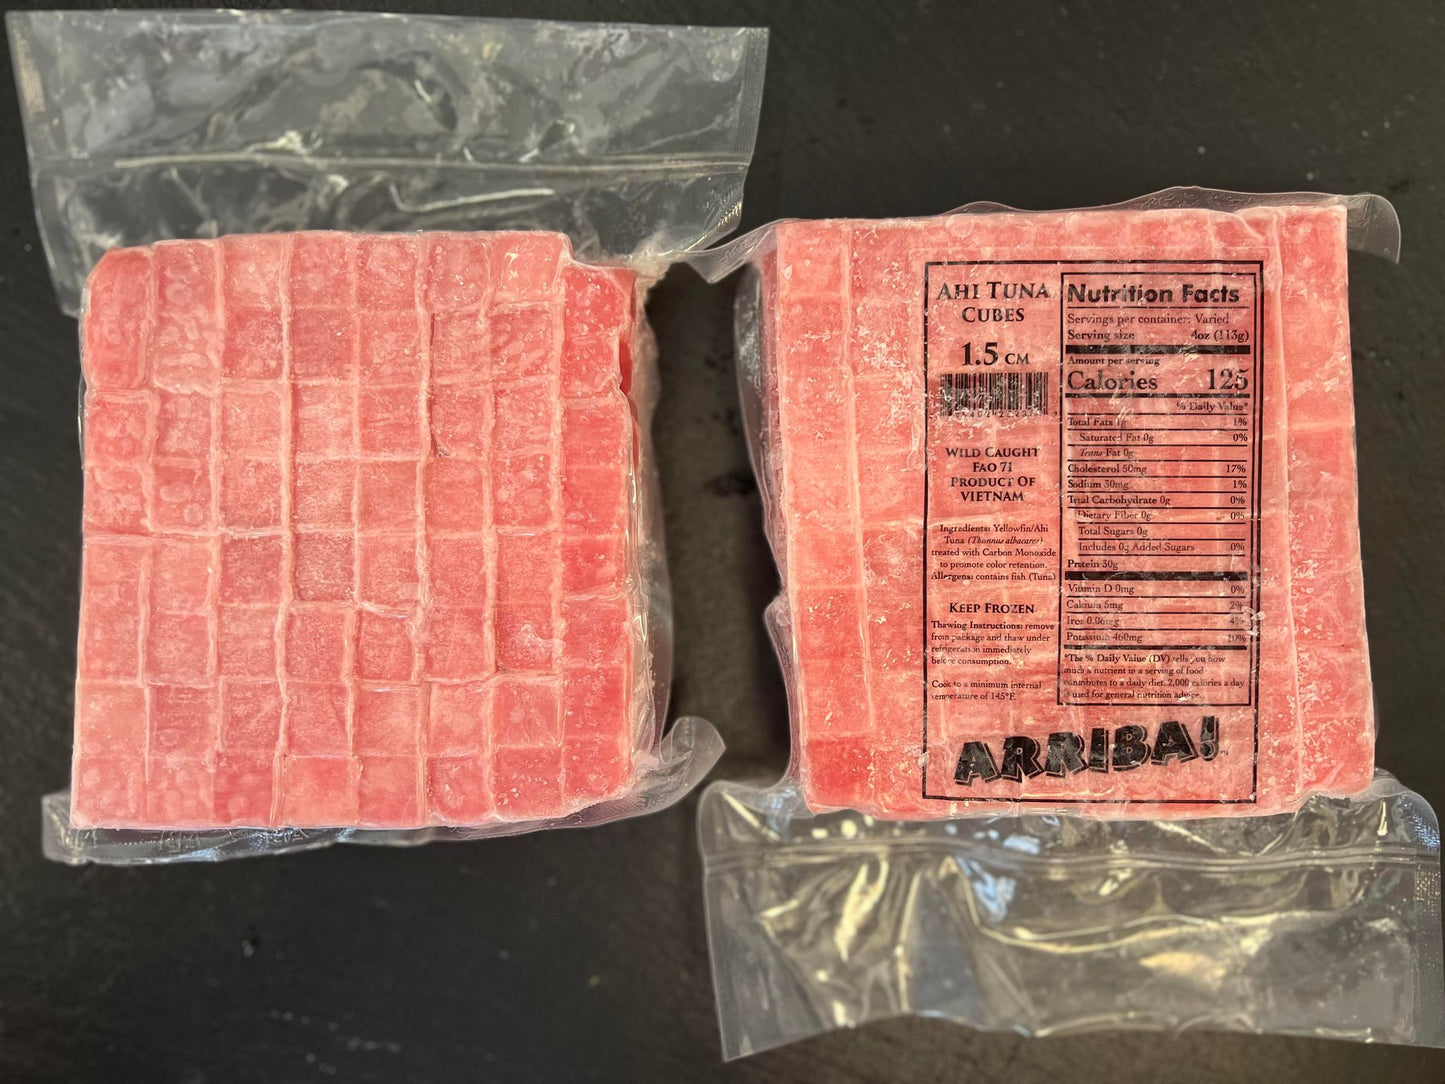 AHI TUNA
CUBES
1.5 CM
WILD CAUGHT
FAO 71
PRODUCT OF
VIETNAM
Ingredients: Yellowfin/Ahi
Tuna (Thunnus albacares)
treated with Carbon Monoxide
to promote color retention.
Allergens: contains fish (Tuna)
KEEP FROZEN
Thawing Instructions: remove
from package and thaw under
refrigeration immediately
before consumption.
Cook to a minimum internal
temperature of 145°F.
Nutrition Facts
Servings per container: Varied
Serving size 4oz (113g)
Amount per serving
Calories 125
% Daily Value*
Total Fats 1g 1%
Saturated Fat 0g 0%
Trans Fat 0g
Cholesterol 50mg 17%
Sodium 30mg 1%
Total Carbohydrate 0g 0%
Dietary Fiber 0g 0%
Total Sugars 0g
Includes 0g Added Sugars 0%
Protein 30g
Vitamin D 0mg 0%
Calcium 5mg 2%
Iron 0.06mg 4%
Potassium 460mg 10%
*The % Daily Value (DV) tells you how
much a nutrient in a serving of food
contributes to a daily diet. 2,000 calories a day
is used for general nutrition advice.
ARRIBA!